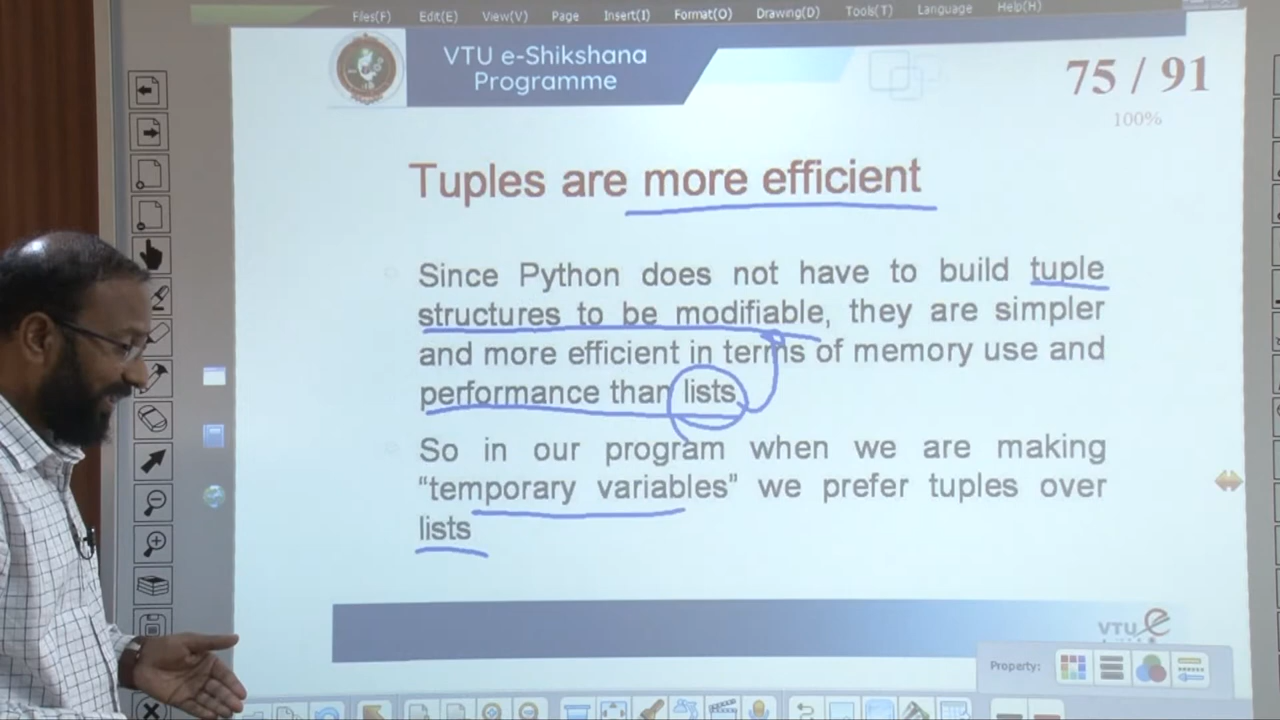 Files(F) Edit(E) View(V) Page Insert(I) Format(O) Drawing(D) Tools(T) Language Help(H)
VTU e-Shikshana
Programme
75 / 91
100%
Tuples are more efficient
Since Python does not have to build tuple
structures to be modifiable, they are simpler
and more efficient in terms of memory use and
performance than lists
So in our program when we are making
“temporary variables” we prefer tuples over
lists
VTU e
Property: